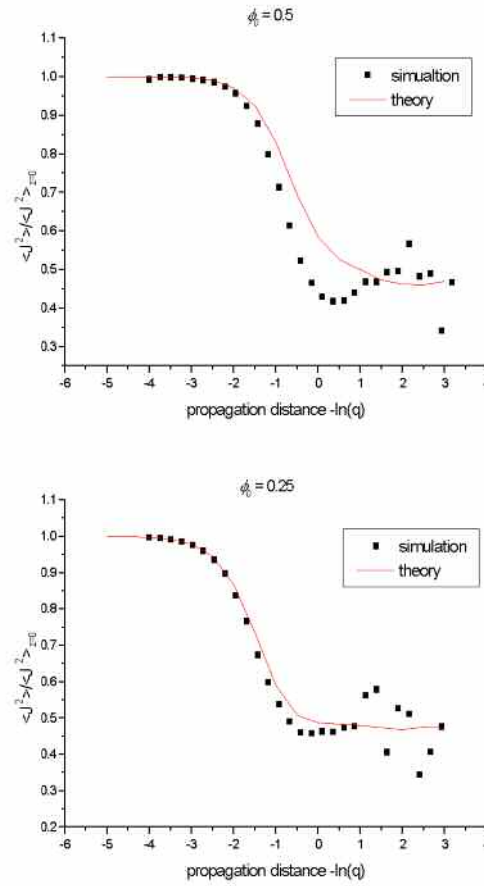 ϕ₀ = 0.5
1.1
1.0
0.9
0.8
0.7
0.6
0.5
0.4
0.3
<J²>/<J²>z=0
simualtion
theory
-6 -5 -4 -3 -2 -1 0 1 2 3 4
propagation distance -ln(q)
ϕ₀ = 0.25
1.1
1.0
0.9
0.8
0.7
0.6
0.5
0.4
0.3
0.2
<J²>/<J²>z=0
simulation
theory
-6 -5 -4 -3 -2 -1 0 1 2 3 4
propagation distance -ln(q)